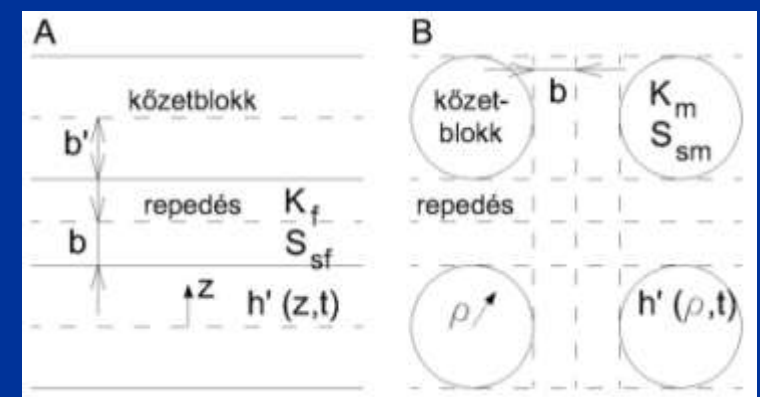 A
kőzetblokk
b'
repedés K_f
b S_sf
z h' (z,t)
B
b
kőzet-
blokk
K_m
S_sm
repedés
ρ
h' (ρ,t)